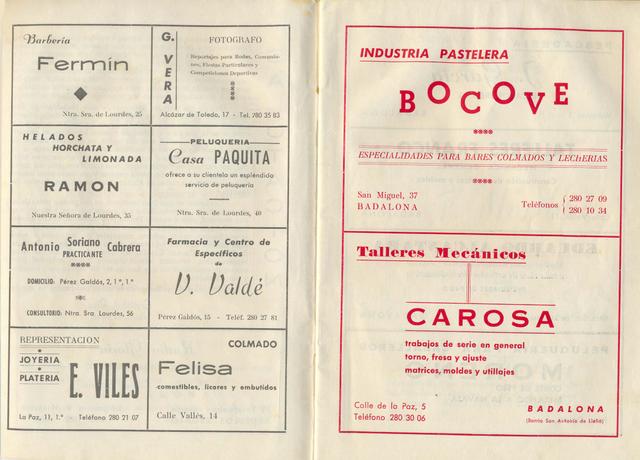 Barbería
Fermín
Ntra. Sra. de Lourdes, 25
G. VERA
FOTOGRAFO
Reportajes para Bodas, Comunio-
nes, Fiestas Particulares y
Competiciones Deportivas
Alcázar de Toledo, 17 - Tel. 780 35 83
HELADOS
HORCHATA Y
LIMONADA
RAMON
Nuestra Señora de Lourdes, 35
PELUQUERIA
Casa PAQUITA
ofrece a su clientela un espléndido
servicio de peluquería
Ntra. Sra. de Lourdes, 40
Antonio Soriano Cabrera
PRACTICANTE
DOMICILIO: Pérez Galdós, 2, 1.º, 1.ª
CONSULTORIO: Ntra. Sra. Lourdes, 56
Farmacia y Centro de
Específicos
de
V. Valdé
Pérez Galdós, 15 - Teléf. 280 27 81
REPRESENTACION
JOYERIA
PLATERIA
E. VILES
La Paz, 11, 1.º - Teléfono 280 21 07
COLMADO
Felisa
comestibles, licores y embutidos
Calle Vallés, 14
INDUSTRIA PASTELERA
BOCOVE
ESPECIALIDADES PARA BARES COLMADOS Y LECHERIAS
San Miguel, 37
BADALONA
Teléfonos { 280 27 09
280 10 34
Talleres Mecánicos
CAROSA
trabajos de serie en general
torno, fresa y ajuste
matrices, moldes y utillajes
Calle de la Paz, 5
Teléfono 280 30 06
BADALONA
(Barrio San Antonio de Llefiá)